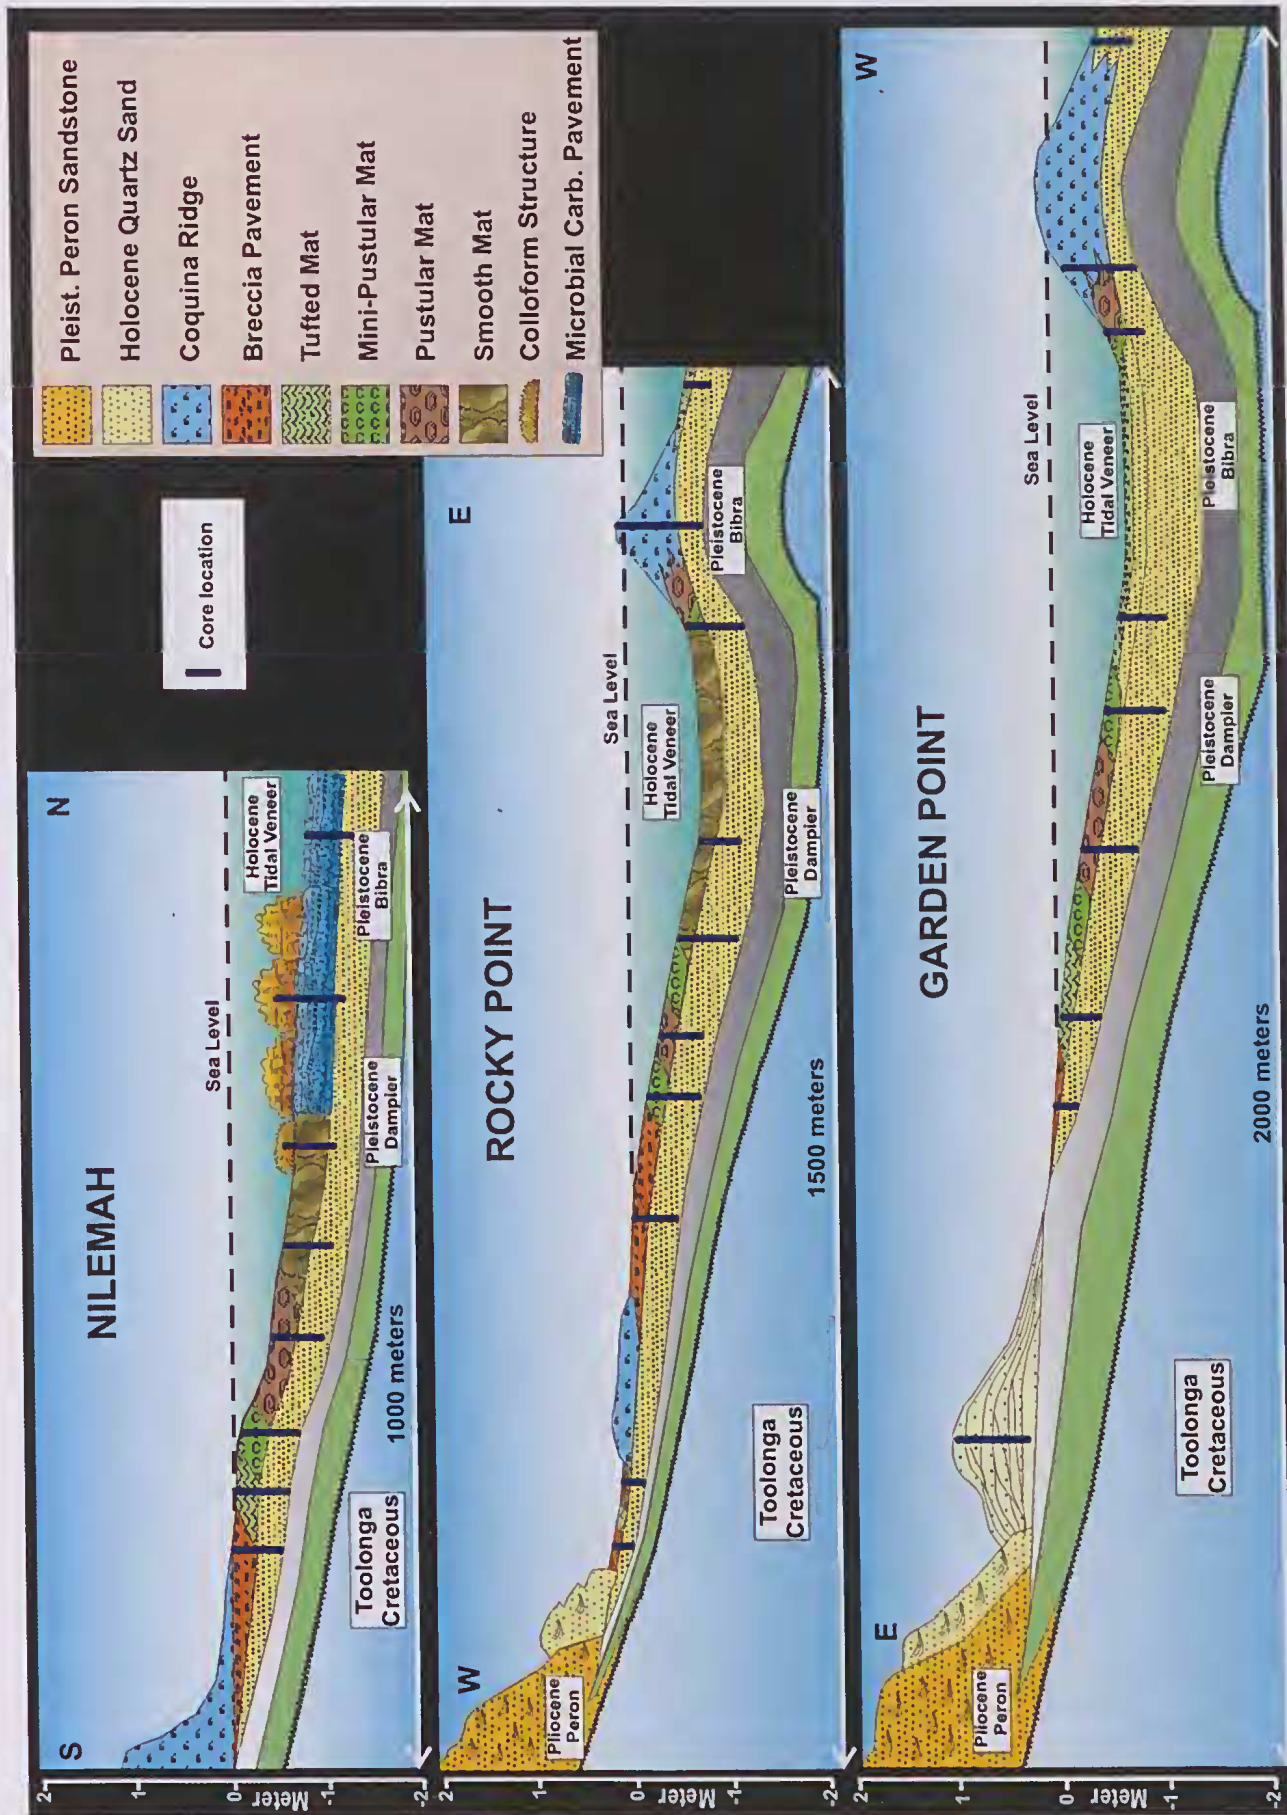 NILEMAH
S
N
2
1
0
-1
-2
Meter
Sea Level
Holocene
Tidal Veneer
Pleistocene
Bibra
Pleistocene
Dampier
Toolonga
Cretaceous
1000 meters
Core location
Pleist. Peron Sandstone
Holocene Quartz Sand
Coquina Ridge
Breccia Pavement
Tufted Mat
Mini-Pustular Mat
Pustular Mat
Smooth Mat
Colloform Structure
Microbial Carb. Pavement
ROCKY POINT
W
E
2
1
0
-1
-2
Meter
Sea Level
Holocene
Tidal Veneer
Pleistocene
Bibra
Pleistocene
Dampier
Pliocene
Peron
Toolonga
Cretaceous
1500 meters
GARDEN POINT
E
W
2
1
0
-1
-2
Meter
Sea Level
Holocene
Tidal Veneer
Pleistocene
Bibra
Pleistocene
Dampier
Pliocene
Peron
Toolonga
Cretaceous
2000 meters